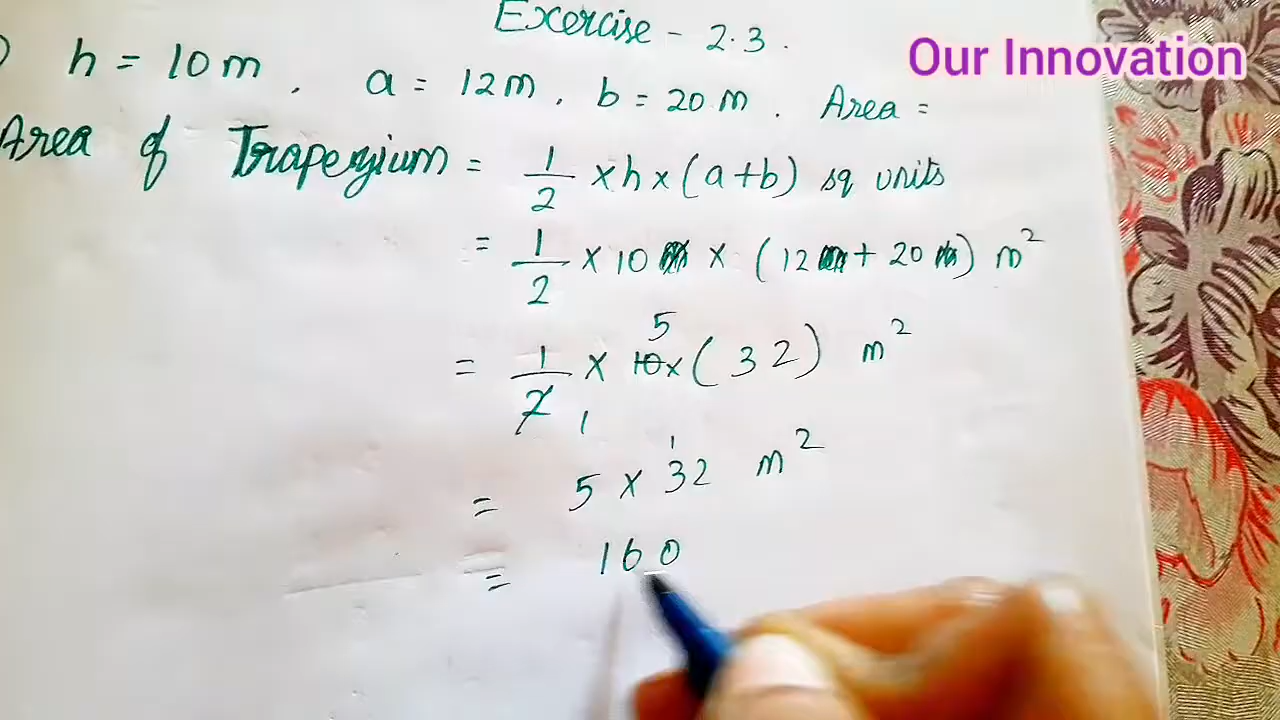 Exercise - 2.3.
Our Innovation
) h = 10 m, a = 12 m, b = 20 m. Area =
Area of Trapezium = 1/2 × h × (a+b) sq units
= 1/2 × 10 × (12 + 20) m²
5
= 1/2 × 10 × (32) m²
1
1
= 5 × 32 m²
= 160